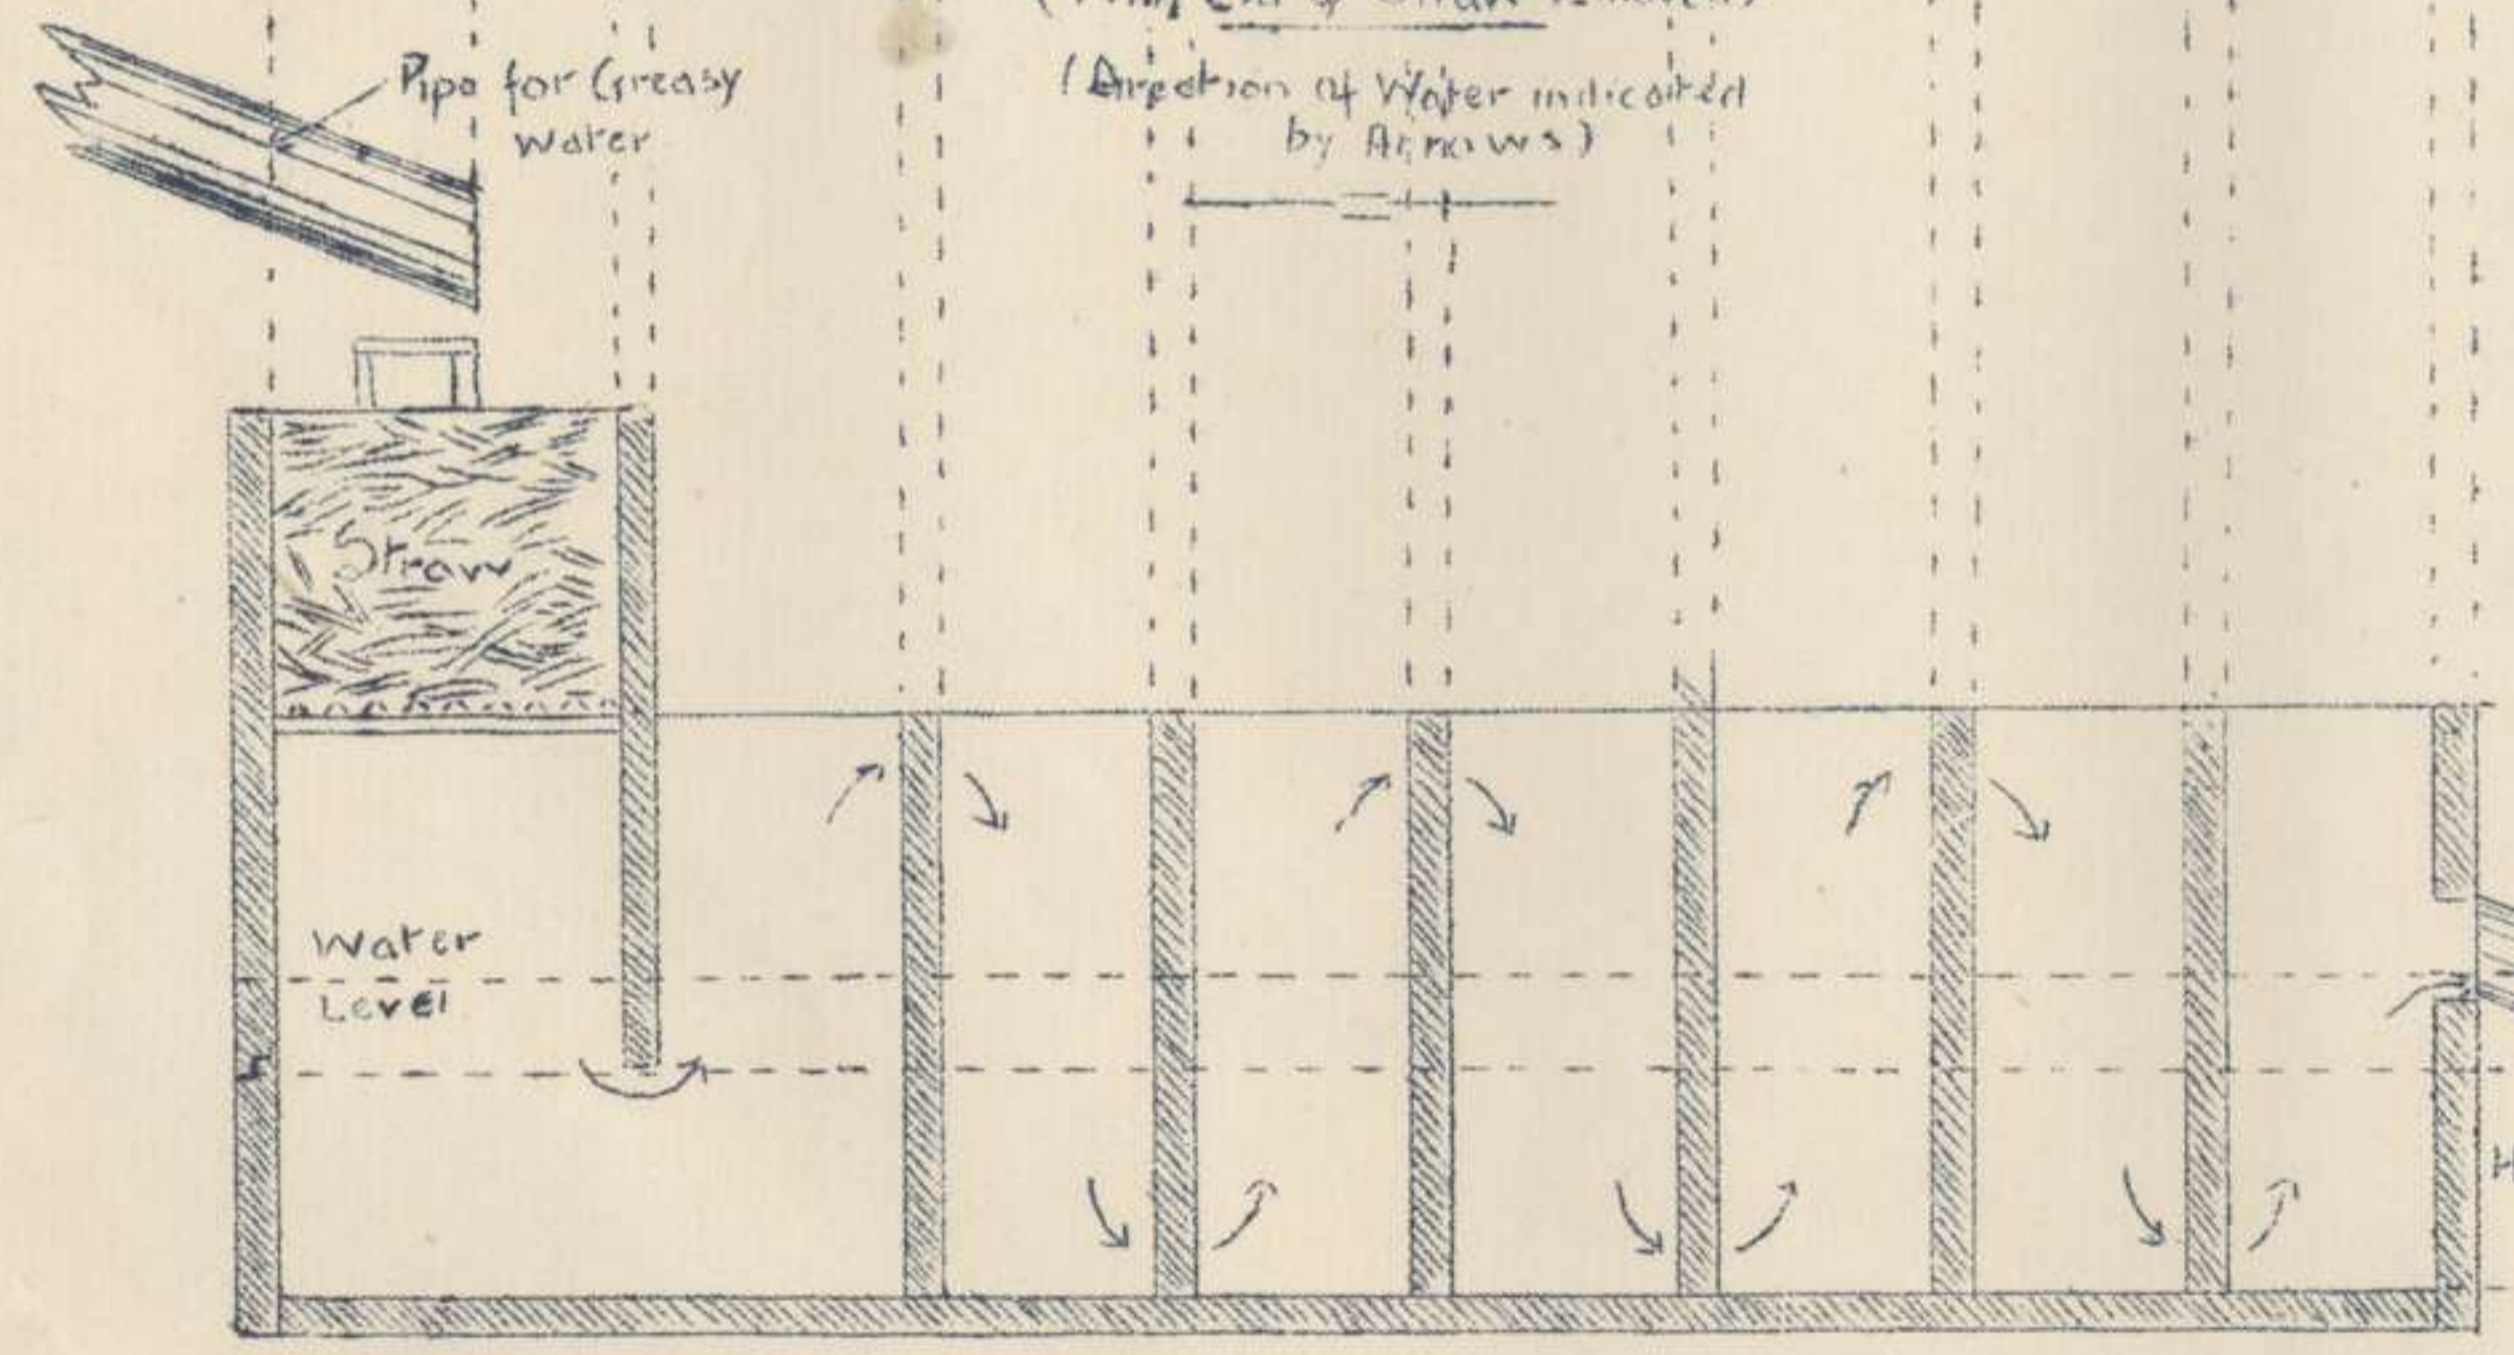 Pipe for Greasy
Water
(Direction of Water indicated
by Arrows)
Straw
Water
Level